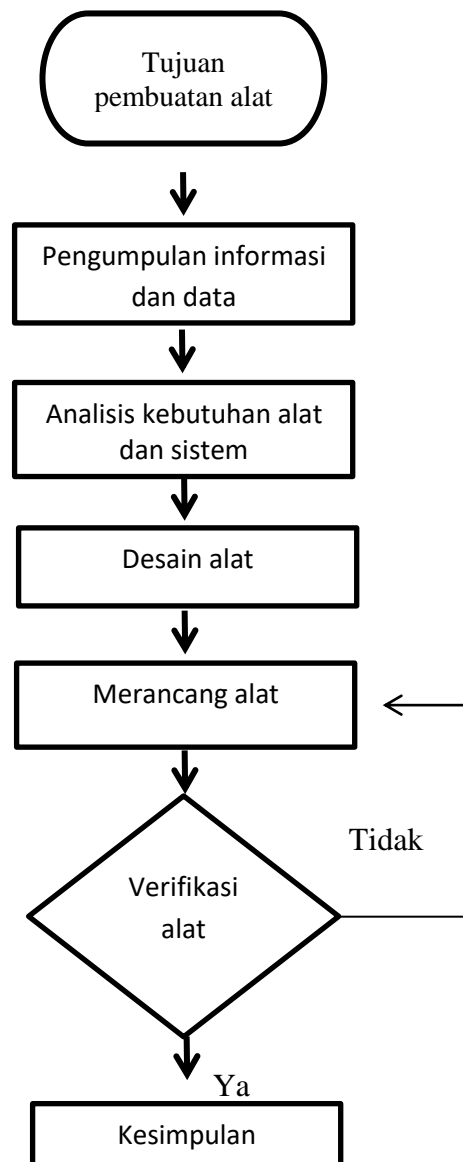 Tujuan
pembuatan alat
Pengumpulan informasi
dan data
Analisis kebutuhan alat
dan sistem
Desain alat
Merancang alat
Tidak
Verifikasi
alat
Ya
Kesimpulan